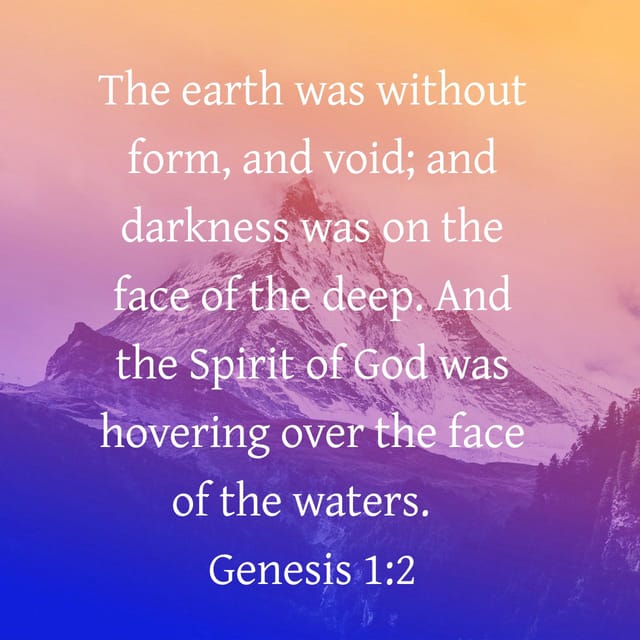 The earth was without
form, and void; and
darkness was on the
face of the deep. And
the Spirit of God was
hovering over the face
of the waters.
Genesis 1:2